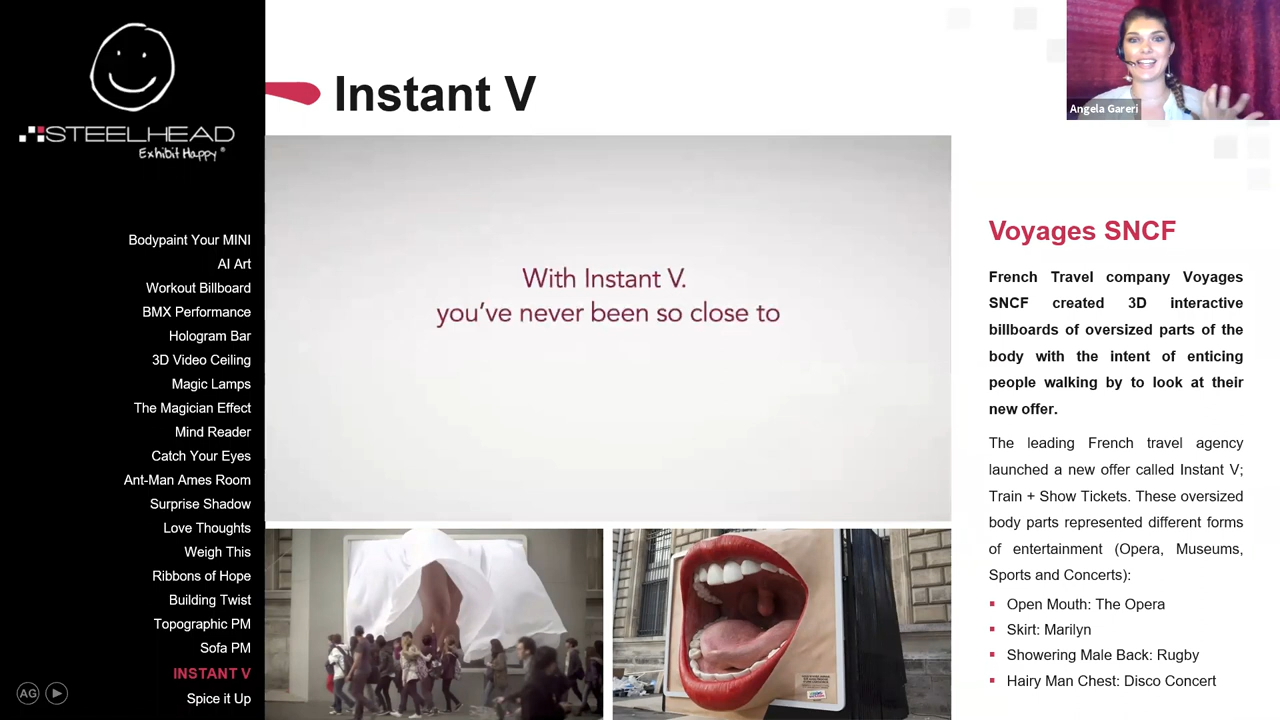 STEELHEAD
Exhibit Happy®
Bodypaint Your MINI
AI Art
Workout Billboard
BMX Performance
Hologram Bar
3D Video Ceiling
Magic Lamps
The Magician Effect
Mind Reader
Catch Your Eyes
Ant-Man Ames Room
Surprise Shadow
Love Thoughts
Weigh This
Ribbons of Hope
Building Twist
Topographic PM
Sofa PM
INSTANT V
Spice it Up
AG
Instant V
With Instant V.
you've never been so close to
Angela Gareri
Voyages SNCF
French Travel company Voyages
SNCF created 3D interactive
billboards of oversized parts of the
body with the intent of enticing
people walking by to look at their
new offer.
The leading French travel agency
launched a new offer called Instant V;
Train + Show Tickets. These oversized
body parts represented different forms
of entertainment (Opera, Museums,
Sports and Concerts):
▪ Open Mouth: The Opera
▪ Skirt: Marilyn
▪ Showering Male Back: Rugby
▪ Hairy Man Chest: Disco Concert